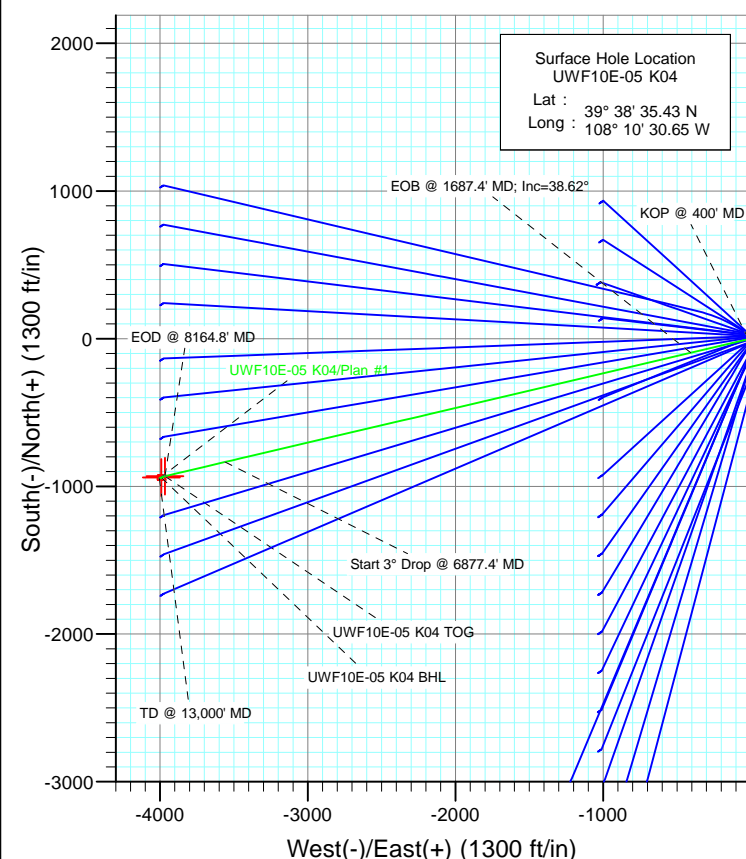 2000
Surface Hole Location
UWF10E-05 K04
Lat :
39° 38' 35.43 N
Long : 108° 10' 30.65 W
1000
EOB @ 1687.4' MD; Inc=38.62°
KOP @ 400' MD
0
EOD @ 8164.8' MD
UWF10E-05 K04/Plan #1
South(-)/North(+) (1300 ft/in)
-1000
Start 3° Drop @ 6877.4' MD
-2000
UWF10E-05 K04 TOG
UWF10E-05 K04 BHL
TD @ 13,000' MD
-3000
-4000 -3000 -2000 -1000
West(-)/East(+) (1300 ft/in)